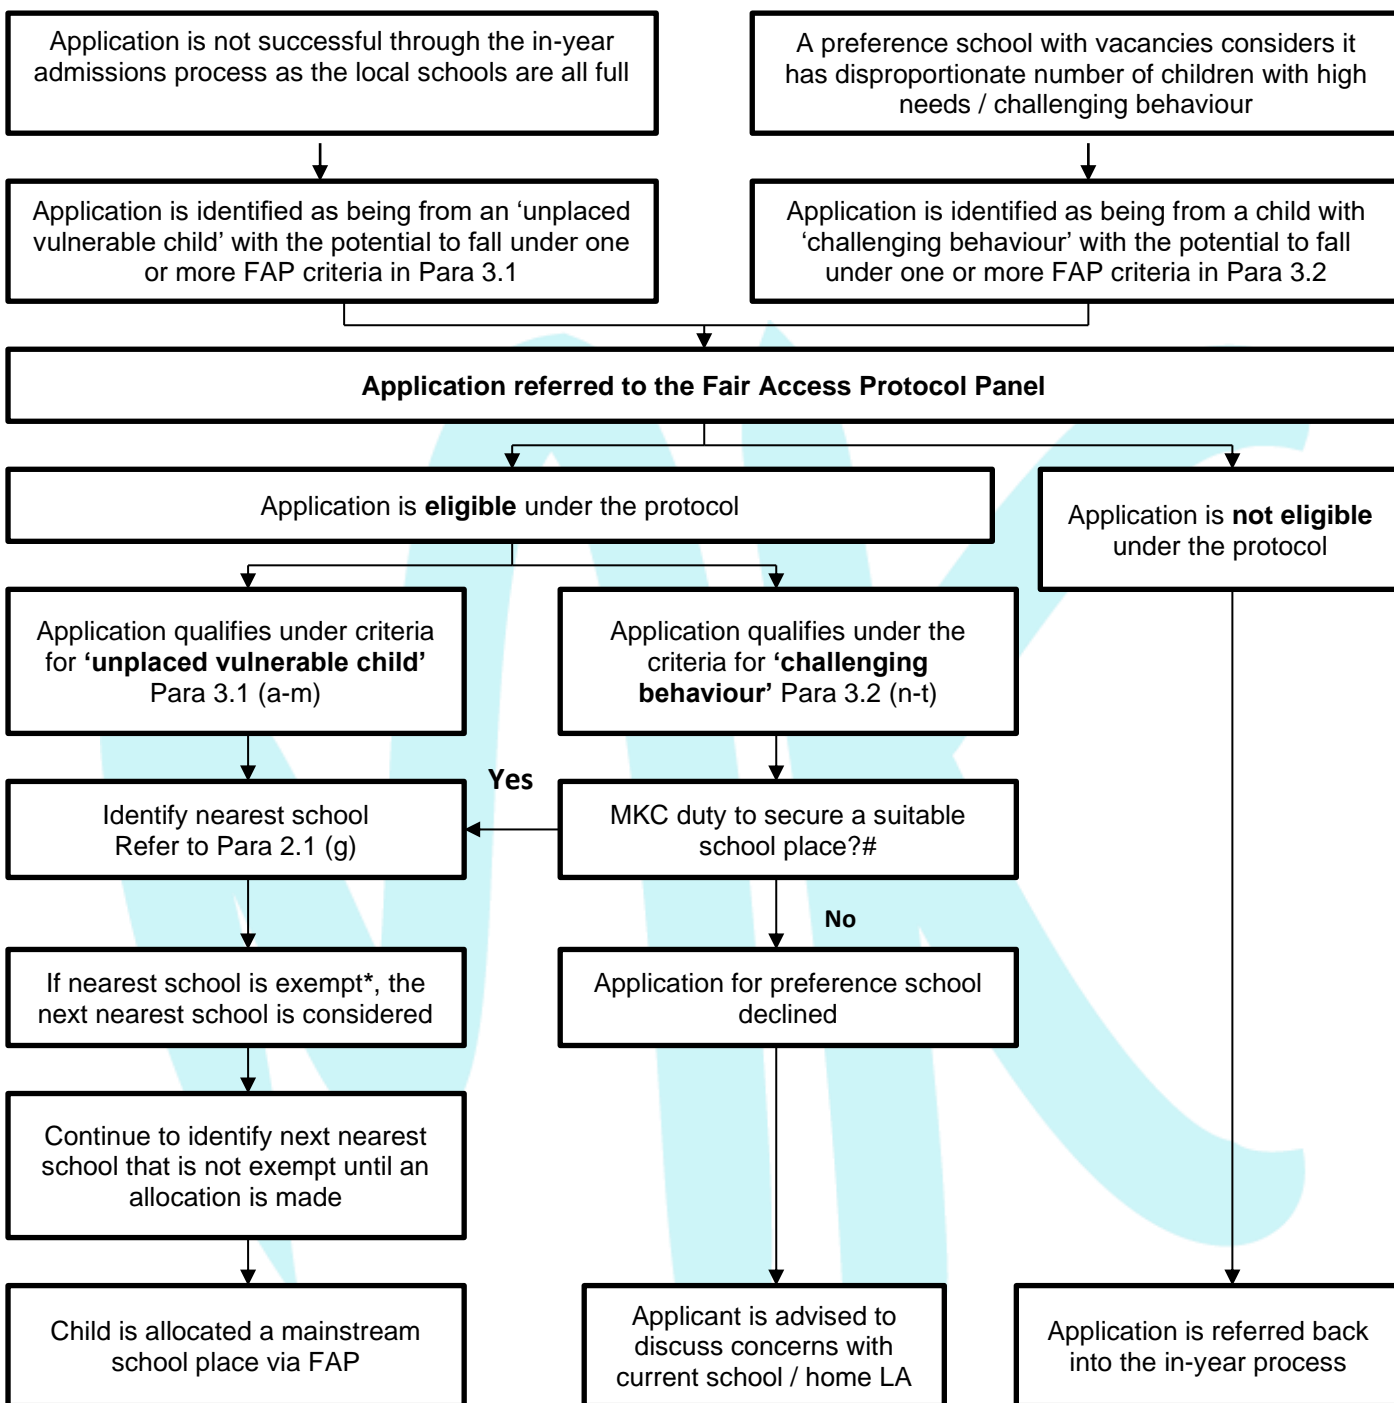 Application is not successful through the in-year
admissions process as the local schools are all full
A preference school with vacancies considers it
has disproportionate number of children with high
needs / challenging behaviour
Application is identified as being from an ‘unplaced
vulnerable child’ with the potential to fall under one
or more FAP criteria in Para 3.1
Application is identified as being from a child with
‘challenging behaviour’ with the potential to fall
under one or more FAP criteria in Para 3.2
Application referred to the Fair Access Protocol Panel
Application is eligible under the protocol
Application is not eligible
under the protocol
Application qualifies under criteria
for ‘unplaced vulnerable child’
Para 3.1 (a-m)
Application qualifies under the
criteria for ‘challenging
behaviour’ Para 3.2 (n-t)
Identify nearest school
Refer to Para 2.1 (g)
Yes
MKC duty to secure a suitable
school place?#
No
If nearest school is exempt*, the
next nearest school is considered
Application for preference school
declined
Continue to identify next nearest
school that is not exempt until an
allocation is made
Child is allocated a mainstream
school place via FAP
Applicant is advised to
discuss concerns with
current school / home LA
Application is referred back
into the in-year process